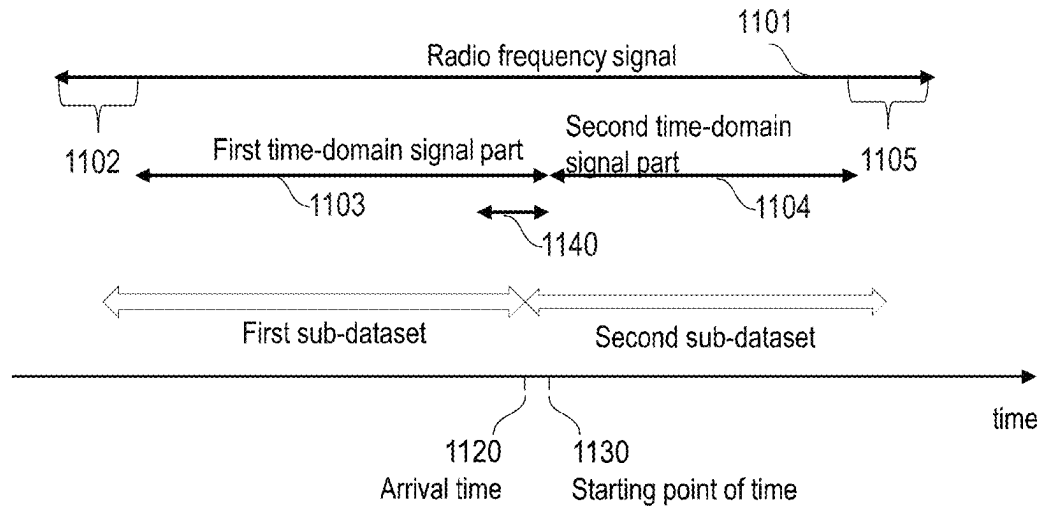 1101
Radio frequency signal
1102
First time-domain signal part
Second time-domain
signal part
1105
1103
1104
1140
First sub-dataset
Second sub-dataset
time
1120
1130
Arrival time
Starting point of time